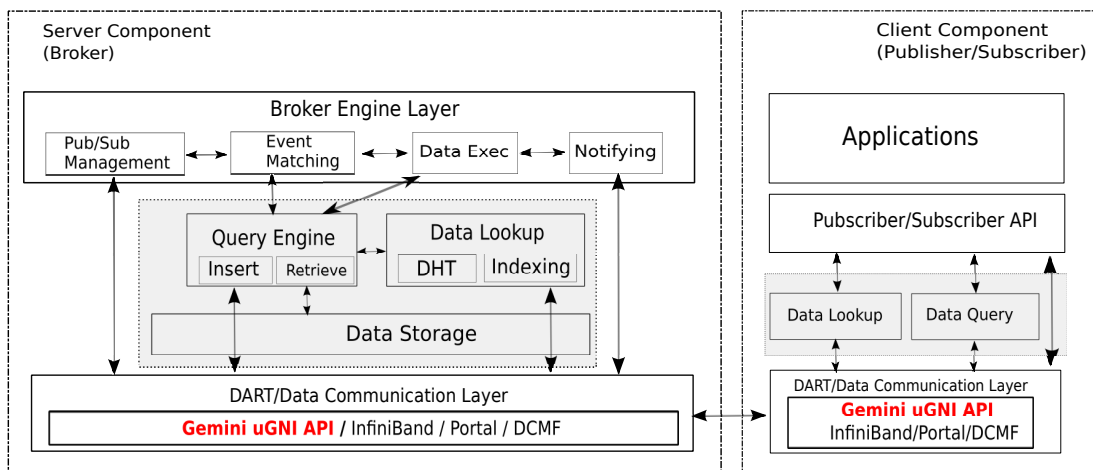 Server Component
(Broker)
Client Component
(Publisher/Subscriber)
Broker Engine Layer
Pub/Sub
Management
Event
Matching
Data Exec
Notifying
Query Engine
Insert
Retrieve
Data Lookup
DHT
Indexing
Data Storage
DART/Data Communication Layer
Gemini uGNI API / InfiniBand / Portal / DCMF
Applications
Pubscriber/Subscriber API
Data Lookup
Data Query
DART/Data Communication Layer
Gemini uGNI API
InfiniBand/Portal/DCMF